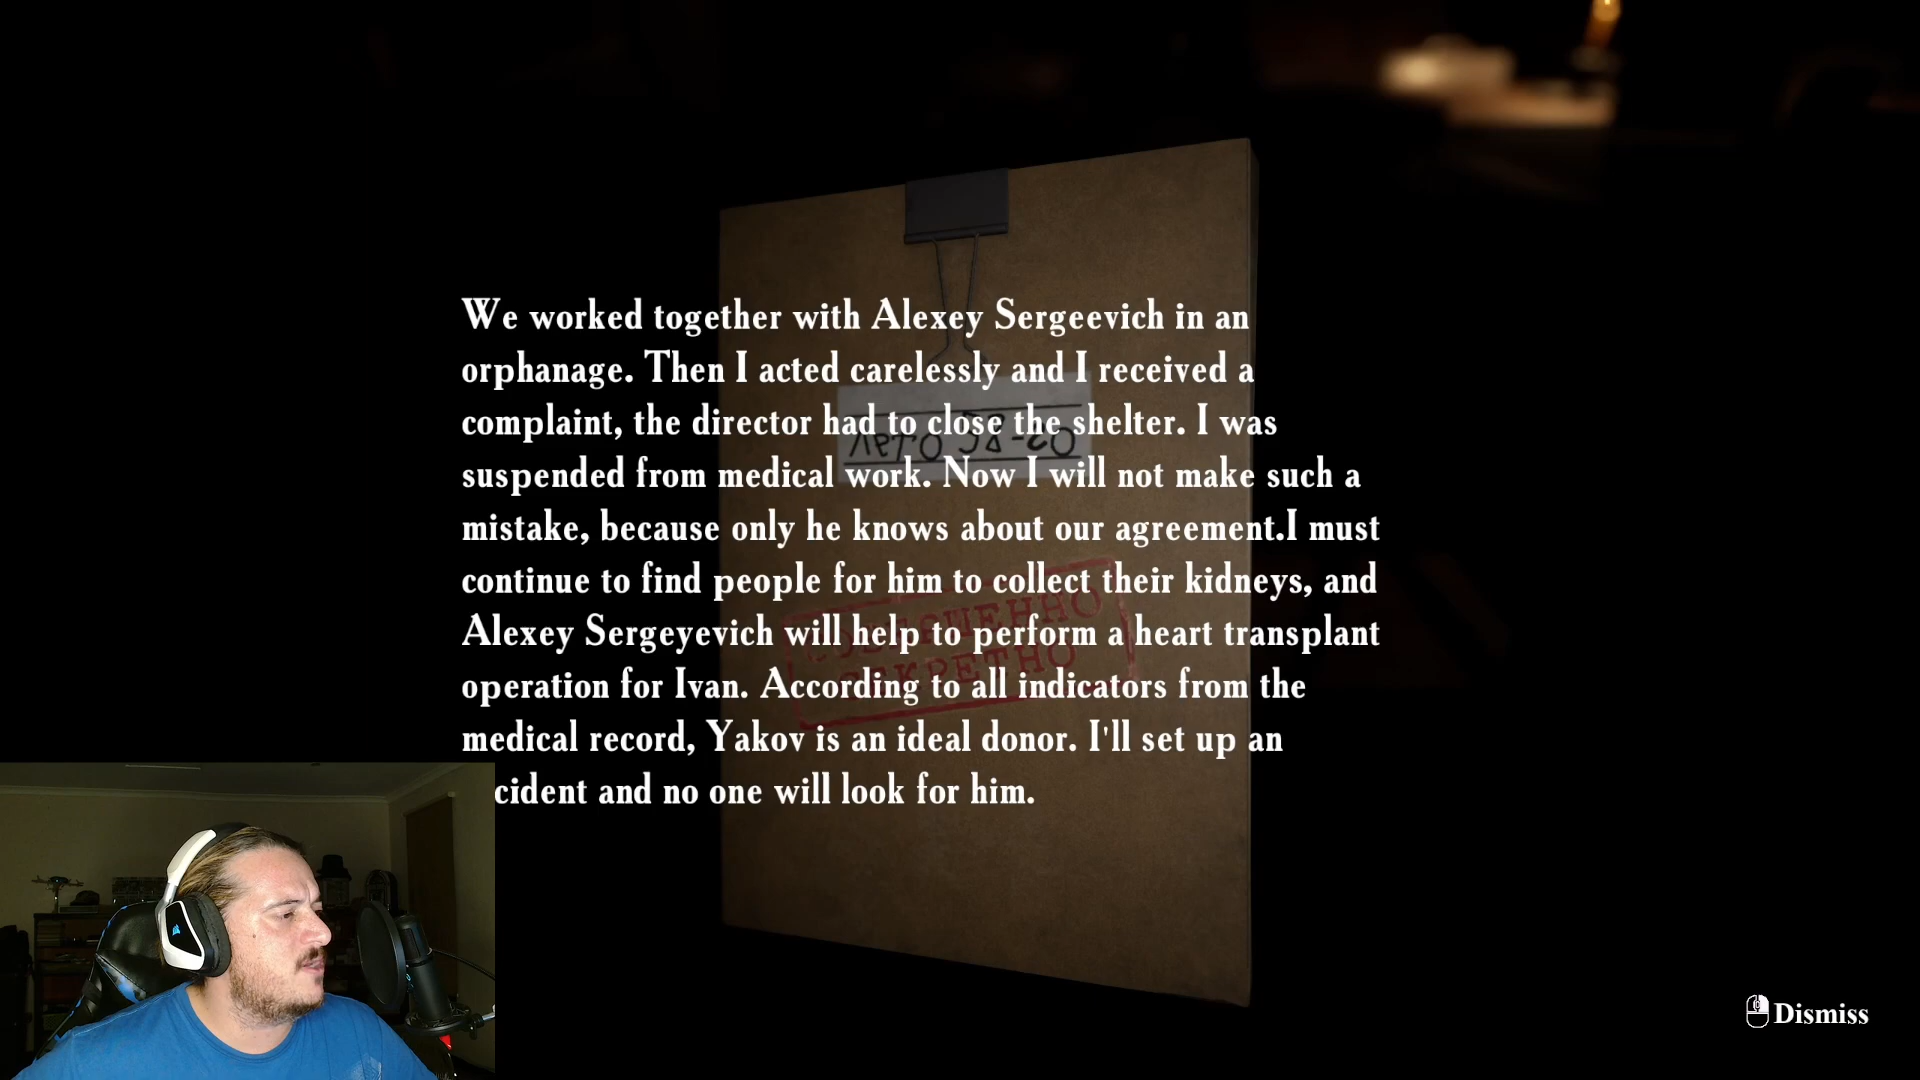 We worked together with Alexey Sergeevich in an
orphanage. Then I acted carelessly and I received a
complaint, the director had to close the shelter. I was
suspended from medical work. Now I will not make such a
mistake, because only he knows about our agreement.I must
continue to find people for him to collect their kidneys, and
Alexey Sergeyevich will help to perform a heart transplant
operation for Ivan. According to all indicators from the
medical record, Yakov is an ideal donor. I'll set up an
cident and no one will look for him.
СОВЕРШЕННО
СЕКРЕТНО
Dismiss